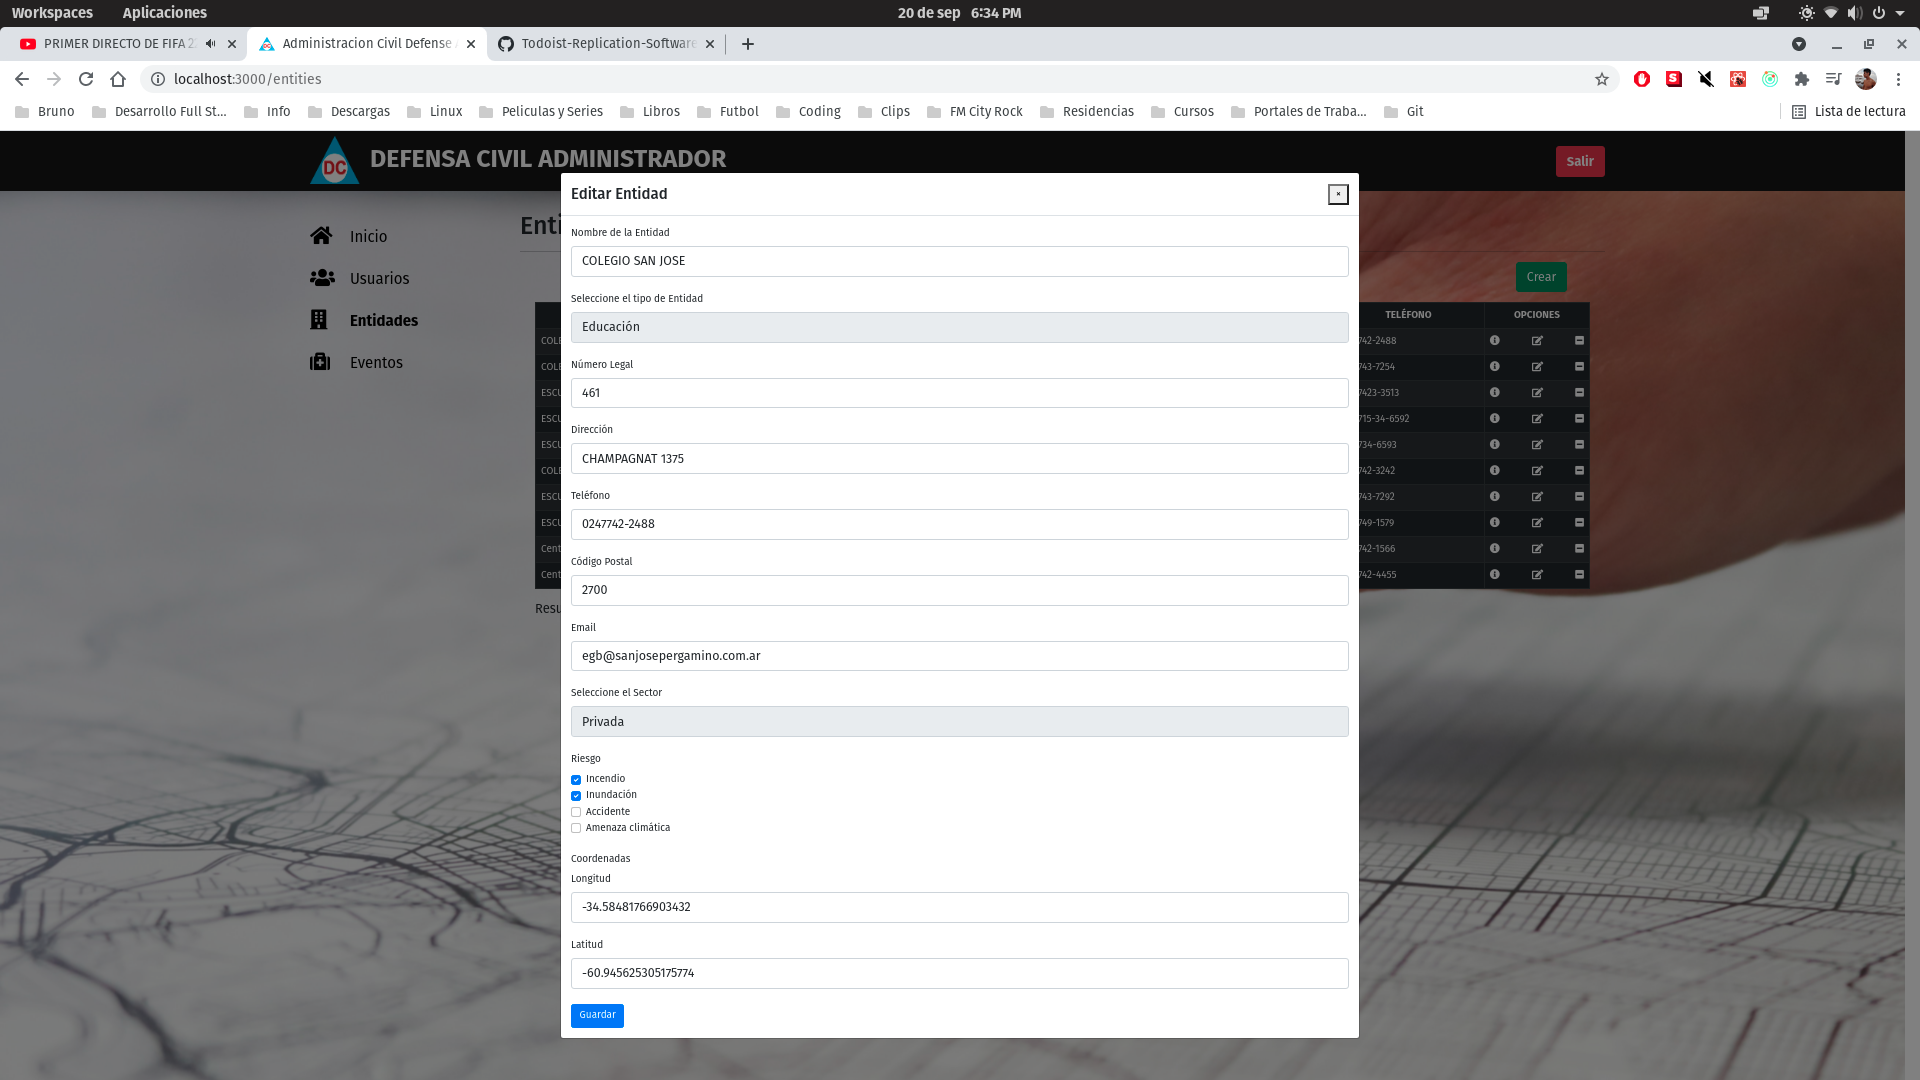 Workspaces Aplicaciones 20 de sep 6:34 PM
PRIMER DIRECTO DE FIFA 2 Administracion Civil Defense Todoist-Replication-Software
localhost:3000/entities
Bruno Desarrollo Full St... Info Descargas Linux Peliculas y Series Libros Futbol Coding Clips FM City Rock Residencias Cursos Portales de Traba... Git Lista de lectura
DC DEFENSA CIVIL ADMINISTRADOR Salir
Inicio
Usuarios
Entidades
Eventos
Enti
Crear
TELÉFONO OPCIONES
COLE 742-2488
COLE 743-7254
ESCU 7423-3513
ESCU 715-34-6592
ESCU 734-6593
COLE 742-3242
ESCU 743-7292
ESCU 749-1579
Cent 742-1566
Cent 742-4455
Resu
Editar Entidad
Nombre de la Entidad
COLEGIO SAN JOSE
Seleccione el tipo de Entidad
Educación
Número Legal
461
Dirección
CHAMPAGNAT 1375
Teléfono
0247742-2488
Código Postal
2700
Email
egb@sanjosepergamino.com.ar
Seleccione el Sector
Privada
Riesgo
Incendio
Inundación
Accidente
Amenaza climática
Coordenadas
Longitud
-34.58481766903432
Latitud
-60.945625305175774
Guardar